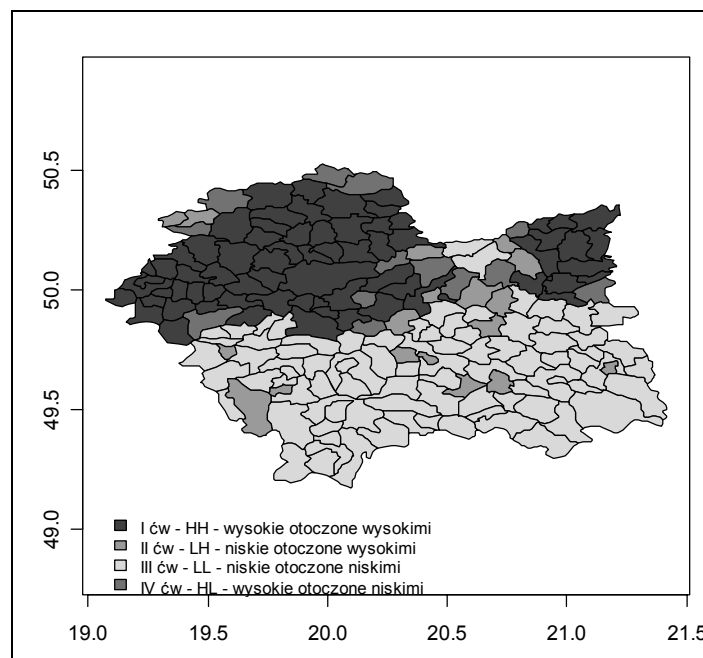 50.5
50.0
49.5
49.0
I ćw - HH - wysokie otoczone wysokimi
II ćw - LH - niskie otoczone wysokimi
III ćw - LL - niskie otoczone niskimi
IV ćw - HL - wysokie otoczone niskimi
19.0 19.5 20.0 20.5 21.0 21.5